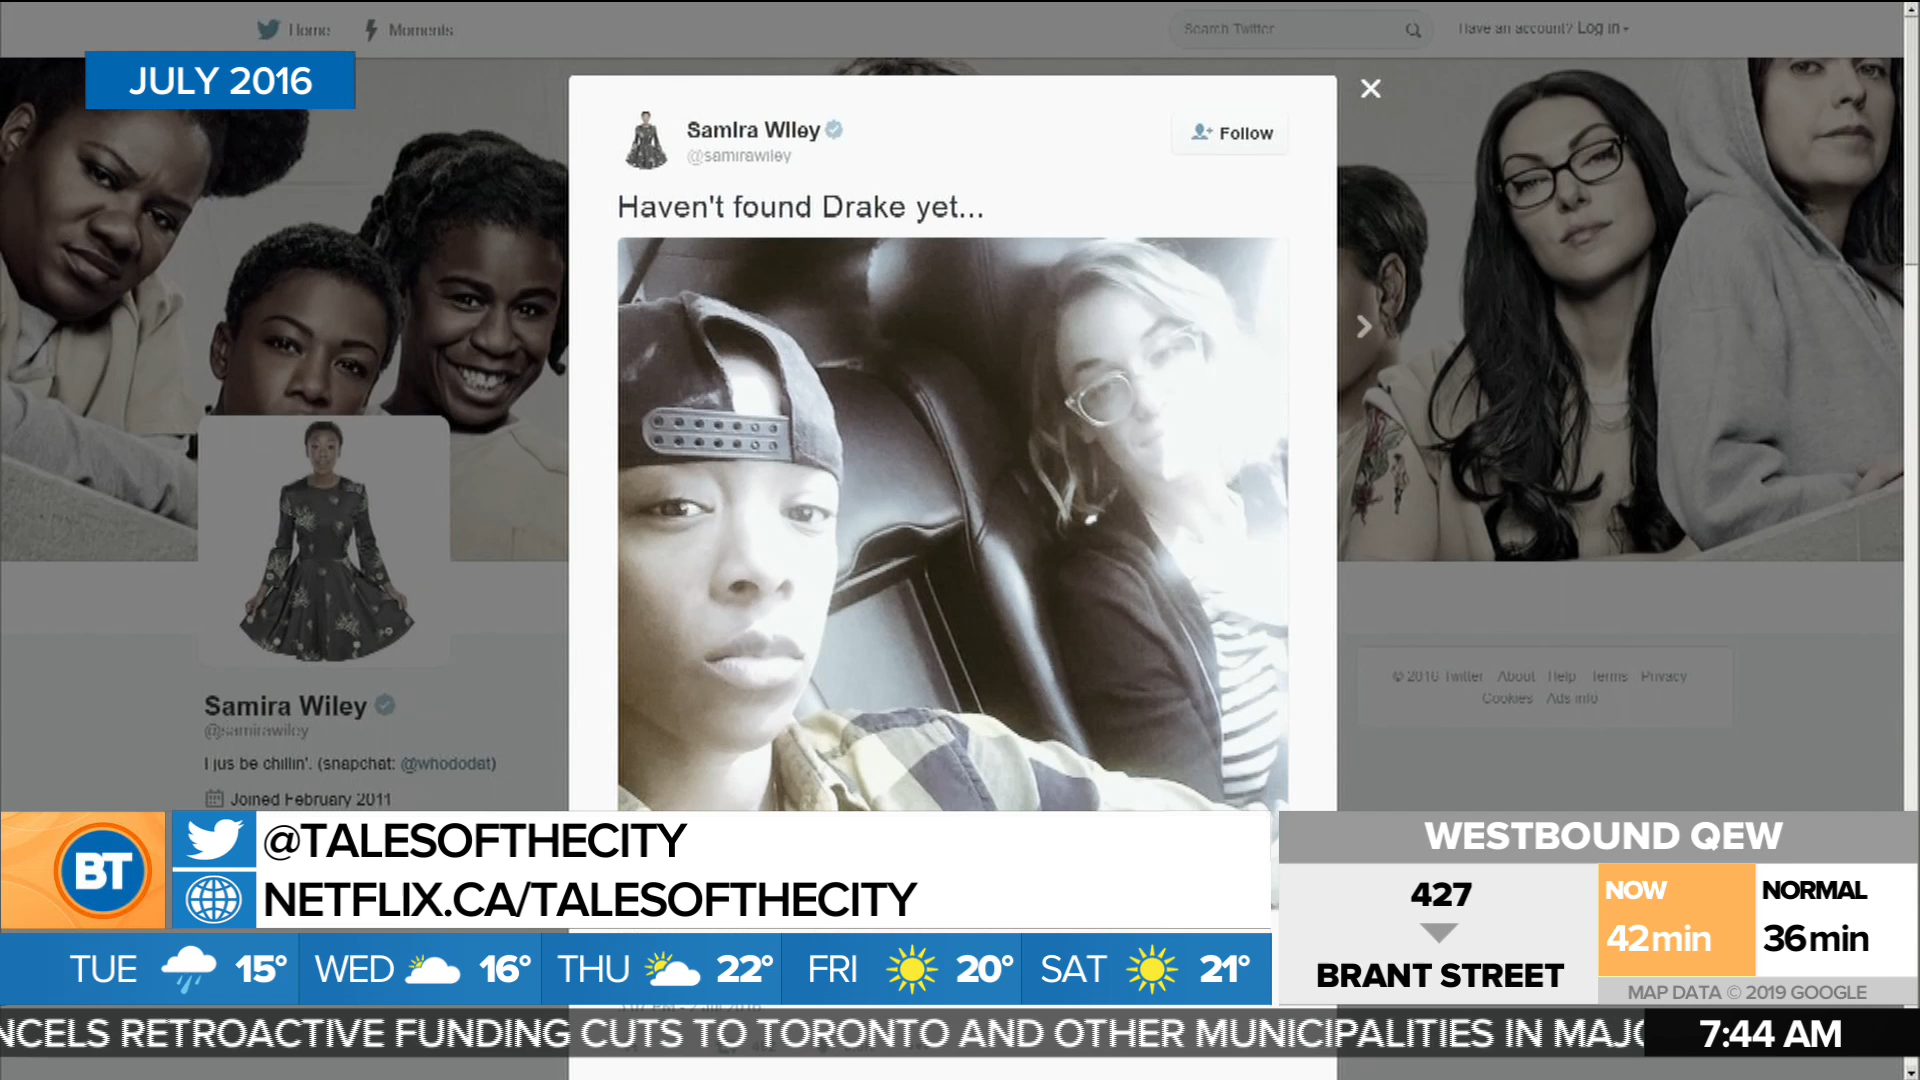 Home
Moments
Search Twitter
Have an account? Log in
JULY 2016
Samira Wiley
@samirawiley
Follow
Haven't found Drake yet...
Samira Wiley
@samirawiley
I jus be chillin'. (snapchat: @whododat)
Joined February 2011
© 2016 Twitter About Help Terms Privacy
Cookies Ads info
BT
@TALESOFTHECITY
NETFLIX.CA/TALESOFTHECITY
WESTBOUND QEW
427
BRANT STREET
NOW
42min
NORMAL
36min
MAP DATA © 2019 GOOGLE
TUE 15° WED 16° THU 22° FRI 20° SAT 21°
NCELS RETROACTIVE FUNDING CUTS TO TORONTO AND OTHER MUNICIPALITIES IN MAJO
7:44 AM